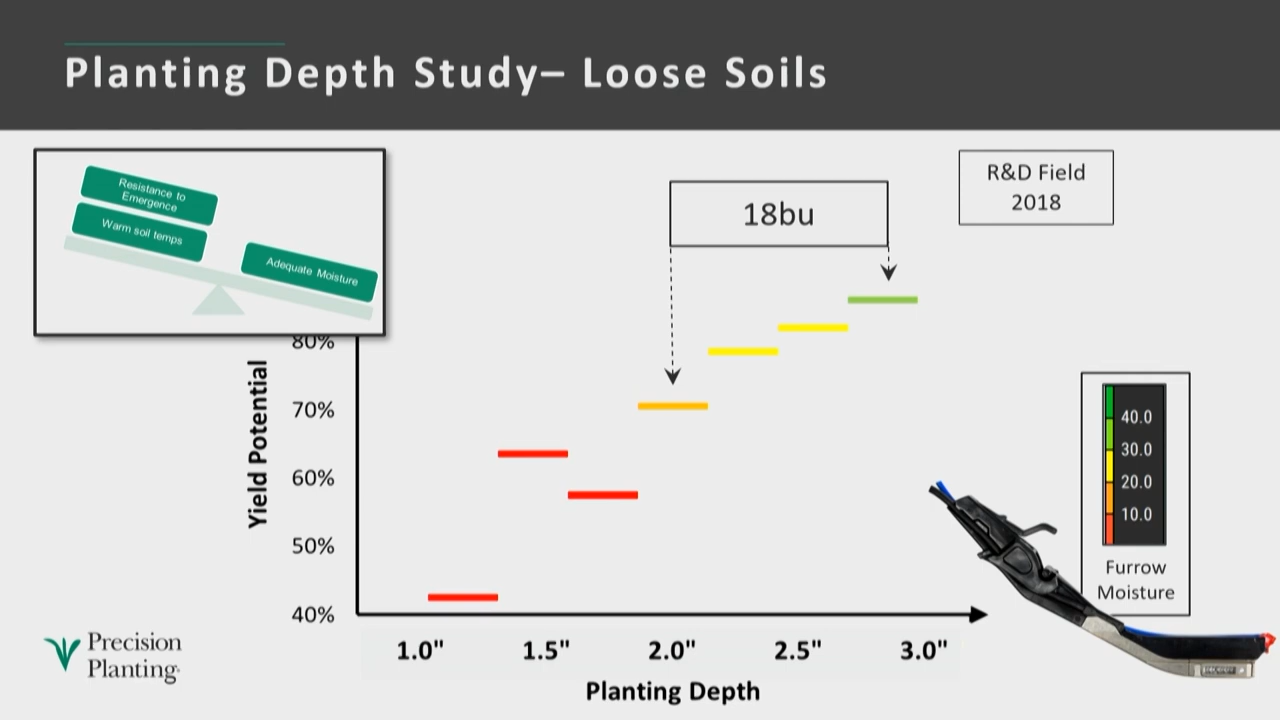 Planting Depth Study– Loose Soils
Resistance to
Emergence
Warm soil temps
Adequate Moisture
18bu
R&D Field
2018
Yield Potential
80%
70%
60%
50%
40%
1.0"
1.5"
2.0"
2.5"
3.0"
Planting Depth
40.0
30.0
20.0
10.0
Furrow
Moisture
Precision
Planting